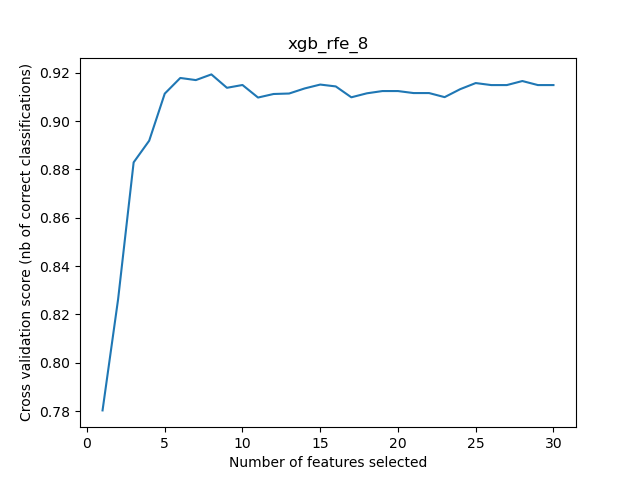 xgb_rfe_8
Cross validation score (nb of correct classifications)
0.92
0.90
0.88
0.86
0.84
0.82
0.80
0.78
0 5 10 15 20 25 30
Number of features selected